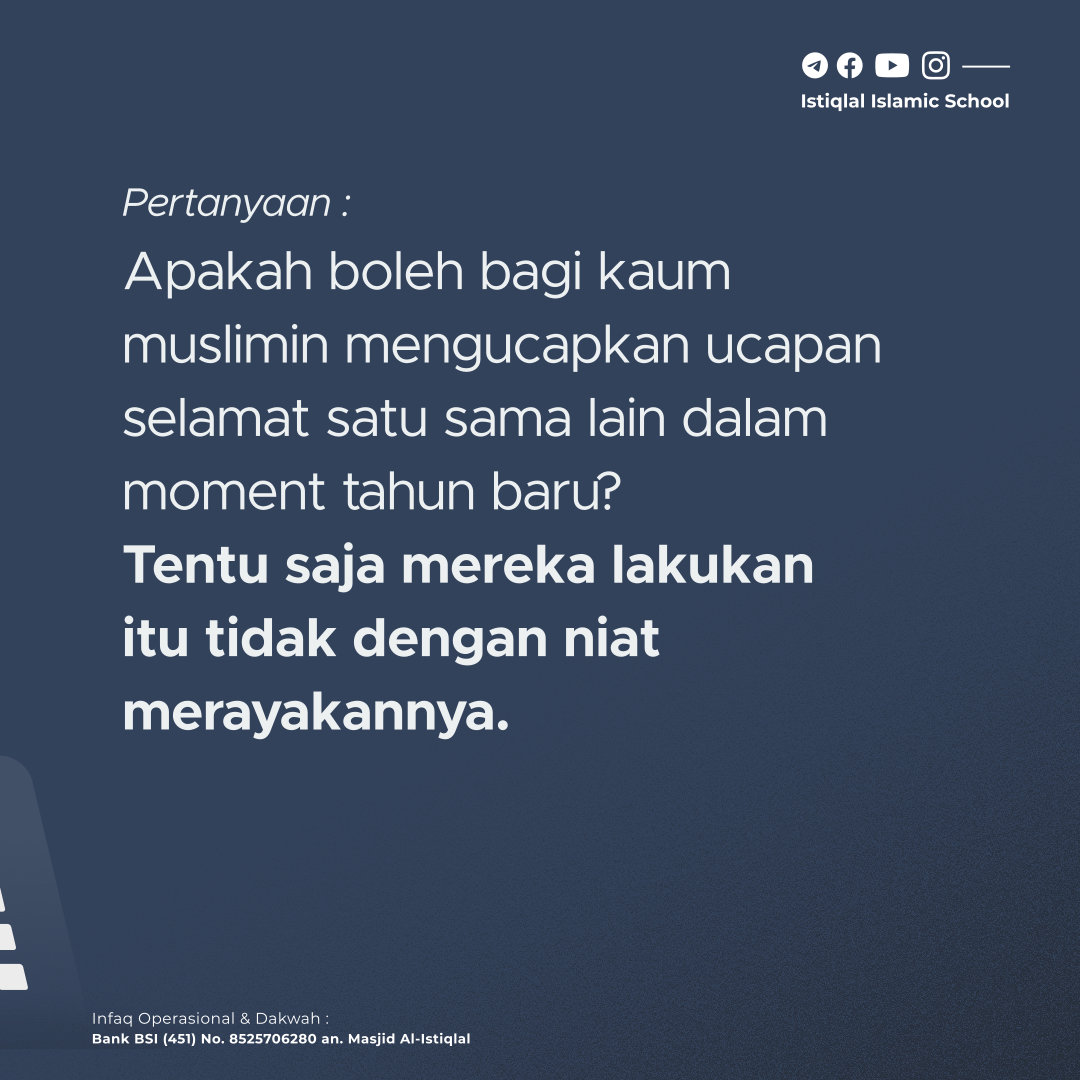 Istiqlal Islamic School
Pertanyaan :
Apakah boleh bagi kaum
muslimin mengucapkan ucapan
selamat satu sama lain dalam
moment tahun baru?
Tentu saja mereka lakukan
itu tidak dengan niat
merayakannya.
Infaq Operasional & Dakwah :
Bank BSI (451) No. 8525706280 an. Masjid Al-Istiqlal